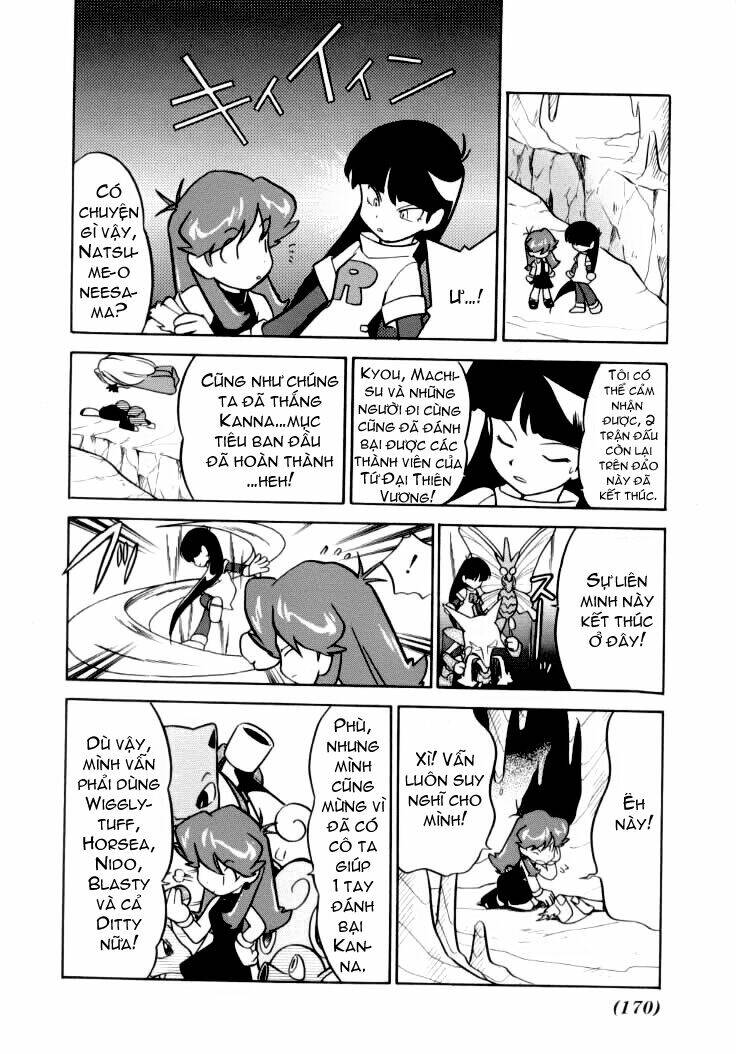 キィイィン
Ư...!
CÓ
CHUYỆN
GÌ VẬY,
NATSU-
ME-O
NEESA-
MA?
R
TÔI CÓ
THỂ CẢM
NHẬN
ĐƯỢC, 2
TRẬN ĐẤU
CÒN LẠI
TRÊN ĐẢO
NÀY ĐÃ
KẾT THÚC.
KYOU, MACHI-
SU VÀ NHỮNG
NGƯỜI ĐI CÙNG
CŨNG ĐÃ ĐÁNH
BẠI ĐƯỢC CÁC
THÀNH VIÊN CỦA
TỨ ĐẠI THIÊN
VƯƠNG!
CŨNG NHƯ CHÚNG
TA ĐÃ THẮNG
KANNA...MỤC
TIÊU BAN ĐẦU
ĐÃ HOÀN THÀNH
...HEH!
SỰ LIÊN
MINH NÀY
KẾT THÚC
Ở ĐÂY!
!
ÊH
NÀY!
XÌ! VẪN
LUÔN SUY
NGHĨ CHO
MÌNH!
PHÙ,
NHƯNG
MÌNH
CŨNG
MỪNG VÌ
ĐÃ CÓ
CÔ TA
GIÚP
1 TAY
ĐÁNH
BẠI
KAN-
NA.
DÙ VẬY,
MÌNH VẪN
PHẢI DÙNG
WIGGLY-
TUFF,
HORSEA,
NIDO,
BLASTY
VÀ CẢ
DITTY
NỮA!
(170)